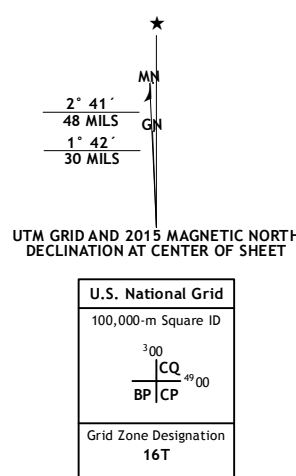 ★
MN
2° 41´
48 MILS
GN
1° 42´
30 MILS
UTM GRID AND 2015 MAGNETIC NORTH
DECLINATION AT CENTER OF SHEET
U.S. National Grid
100,000-m Square ID
³00
CQ
⁴⁹00
BP CP
Grid Zone Designation
16T